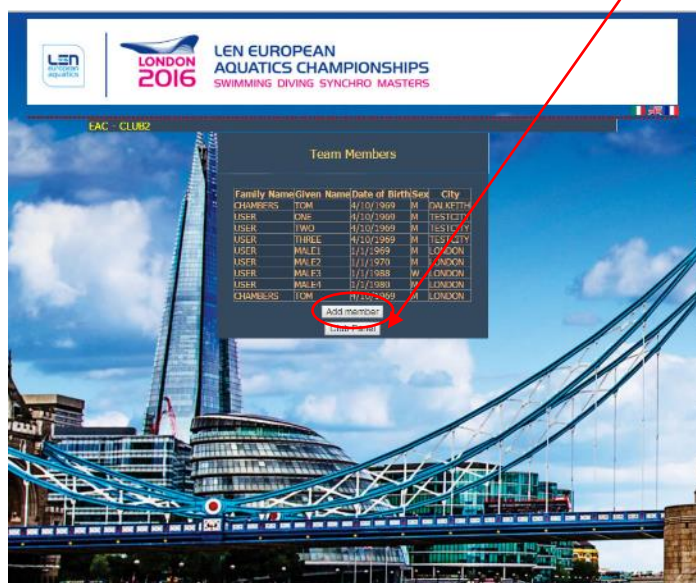 LEN
european
aquatics
LONDON
2016
LEN EUROPEAN
AQUATICS CHAMPIONSHIPS
SWIMMING DIVING SYNCHRO MASTERS
EAC - CLUB2
Team Members
Family Name Given Name Date of Birth Sex City
CHAMBERS TOM 4/10/1969 M DALKEITH
USER ONE 4/10/1969 M TESTCITY
USER TWO 4/10/1969 M TESTCITY
USER THREE 4/10/1969 M TESTCITY
USER MALE1 1/1/1969 M LONDON
USER MALE2 1/1/1970 M LONDON
USER MALE3 1/1/1988 W LONDON
USER MALE4 1/1/1980 M LONDON
CHAMBERS TOM 4/10/1969 M LONDON
Add member
Club Panel